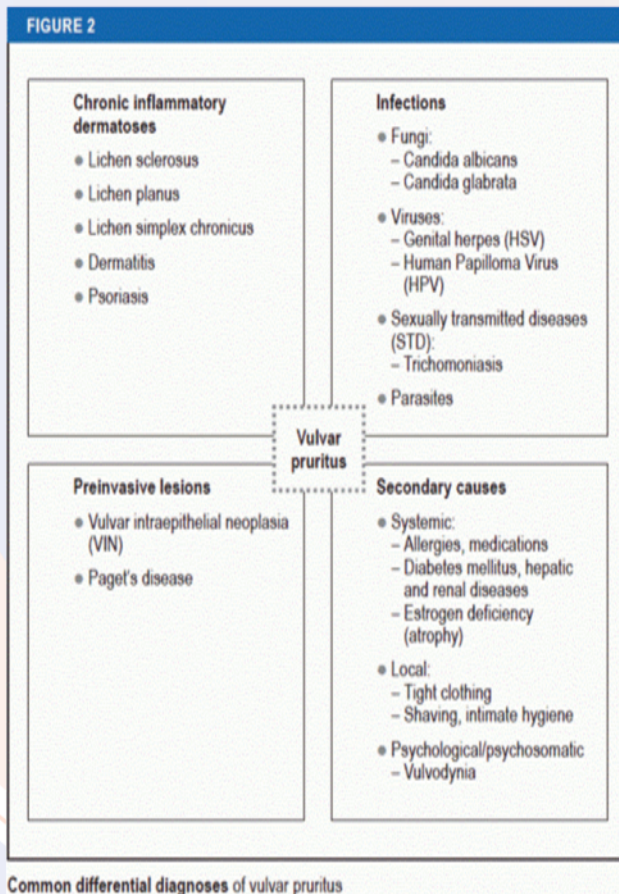 FIGURE 2
Chronic inflammatory
dermatoses
● Lichen sclerosus
● Lichen planus
● Lichen simplex chronicus
● Dermatitis
● Psoriasis
Infections
● Fungi:
– Candida albicans
– Candida glabrata
● Viruses:
– Genital herpes (HSV)
– Human Papilloma Virus
(HPV)
● Sexually transmitted diseases
(STD):
– Trichomoniasis
● Parasites
Vulvar
pruritus
Preinvasive lesions
● Vulvar intraepithelial neoplasia
(VIN)
● Paget's disease
Secondary causes
● Systemic:
– Allergies, medications
– Diabetes mellitus, hepatic
and renal diseases
– Estrogen deficiency
(atrophy)
● Local:
– Tight clothing
– Shaving, intimate hygiene
● Psychological/psychosomatic
– Vulvodynia
Common differential diagnoses of vulvar pruritus